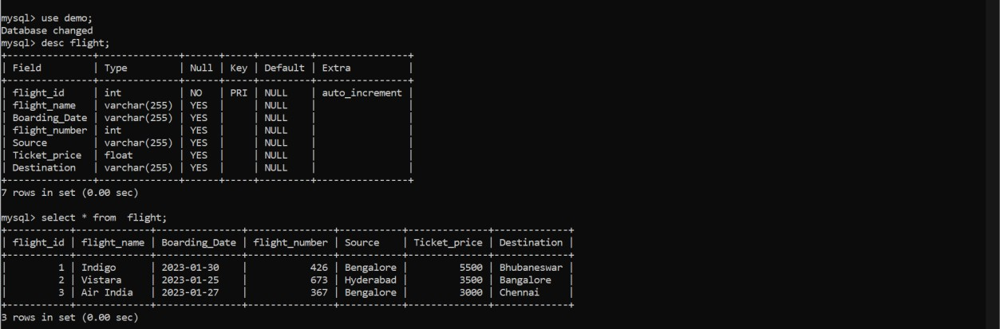 mysql> use demo;
Database changed
mysql> desc flight;
+---------------+--------------+------+-----+---------+----------------+
| Field         | Type         | Null | Key | Default | Extra          |
+---------------+--------------+------+-----+---------+----------------+
| flight_id     | int          | NO   | PRI | NULL    | auto_increment |
| flight_name   | varchar(255) | YES  |     | NULL    |                |
| Boarding_Date | varchar(255) | YES  |     | NULL    |                |
| flight_number | int          | YES  |     | NULL    |                |
| Source        | varchar(255) | YES  |     | NULL    |                |
| Ticket_price  | float        | YES  |     | NULL    |                |
| Destination   | varchar(255) | YES  |     | NULL    |                |
+---------------+--------------+------+-----+---------+----------------+
7 rows in set (0.00 sec)
mysql> select * from  flight;
+-----------+-------------+---------------+---------------+-----------+--------------+-------------+
| flight_id | flight_name | Boarding_Date | flight_number | Source    | Ticket_price | Destination |
+-----------+-------------+---------------+---------------+-----------+--------------+-------------+
|         1 | Indigo      | 2023-01-30    |           426 | Bengalore |         5500 | Bhubaneswar |
|         2 | Vistara     | 2023-01-25    |           673 | Hyderabad |         3500 | Bangalore   |
|         3 | Air India   | 2023-01-27    |           367 | Bengalore |         3000 | Chennai     |
+-----------+-------------+---------------+---------------+-----------+--------------+-------------+
3 rows in set (0.00 sec)